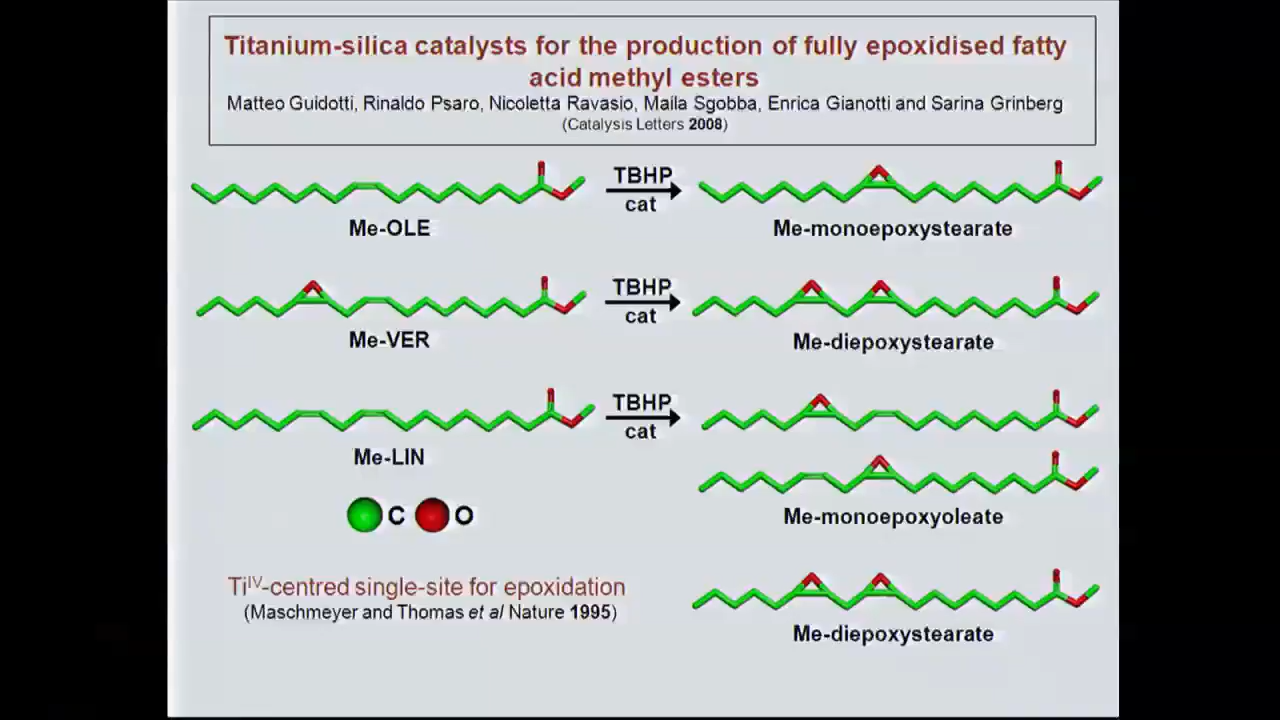 Titanium-silica catalysts for the production of fully epoxidised fatty
acid methyl esters
Matteo Guidotti, Rinaldo Psaro, Nicoletta Ravasio, Maila Sgobba, Enrica Gianotti and Sarina Grinberg
(Catalysis Letters 2008)
TBHP
cat
Me-OLE
Me-monoepoxystearate
TBHP
cat
Me-VER
Me-diepoxystearate
TBHP
cat
Me-LIN
C O
Me-monoepoxyoleate
Ti^IV-centred single-site for epoxidation
(Maschmeyer and Thomas et al Nature 1995)
Me-diepoxystearate